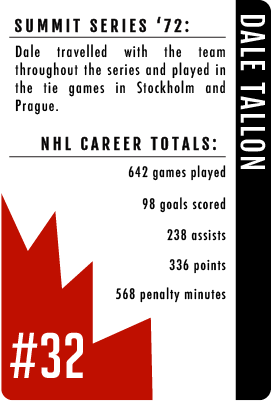 SUMMIT SERIES ‘72:
Dale travelled with the team
throughout the series and played in
the tie games in Stockholm and
Prague.
NHL CAREER TOTALS:
642 games played
98 goals scored
238 assists
336 points
568 penalty minutes
#32
DALE TALLON